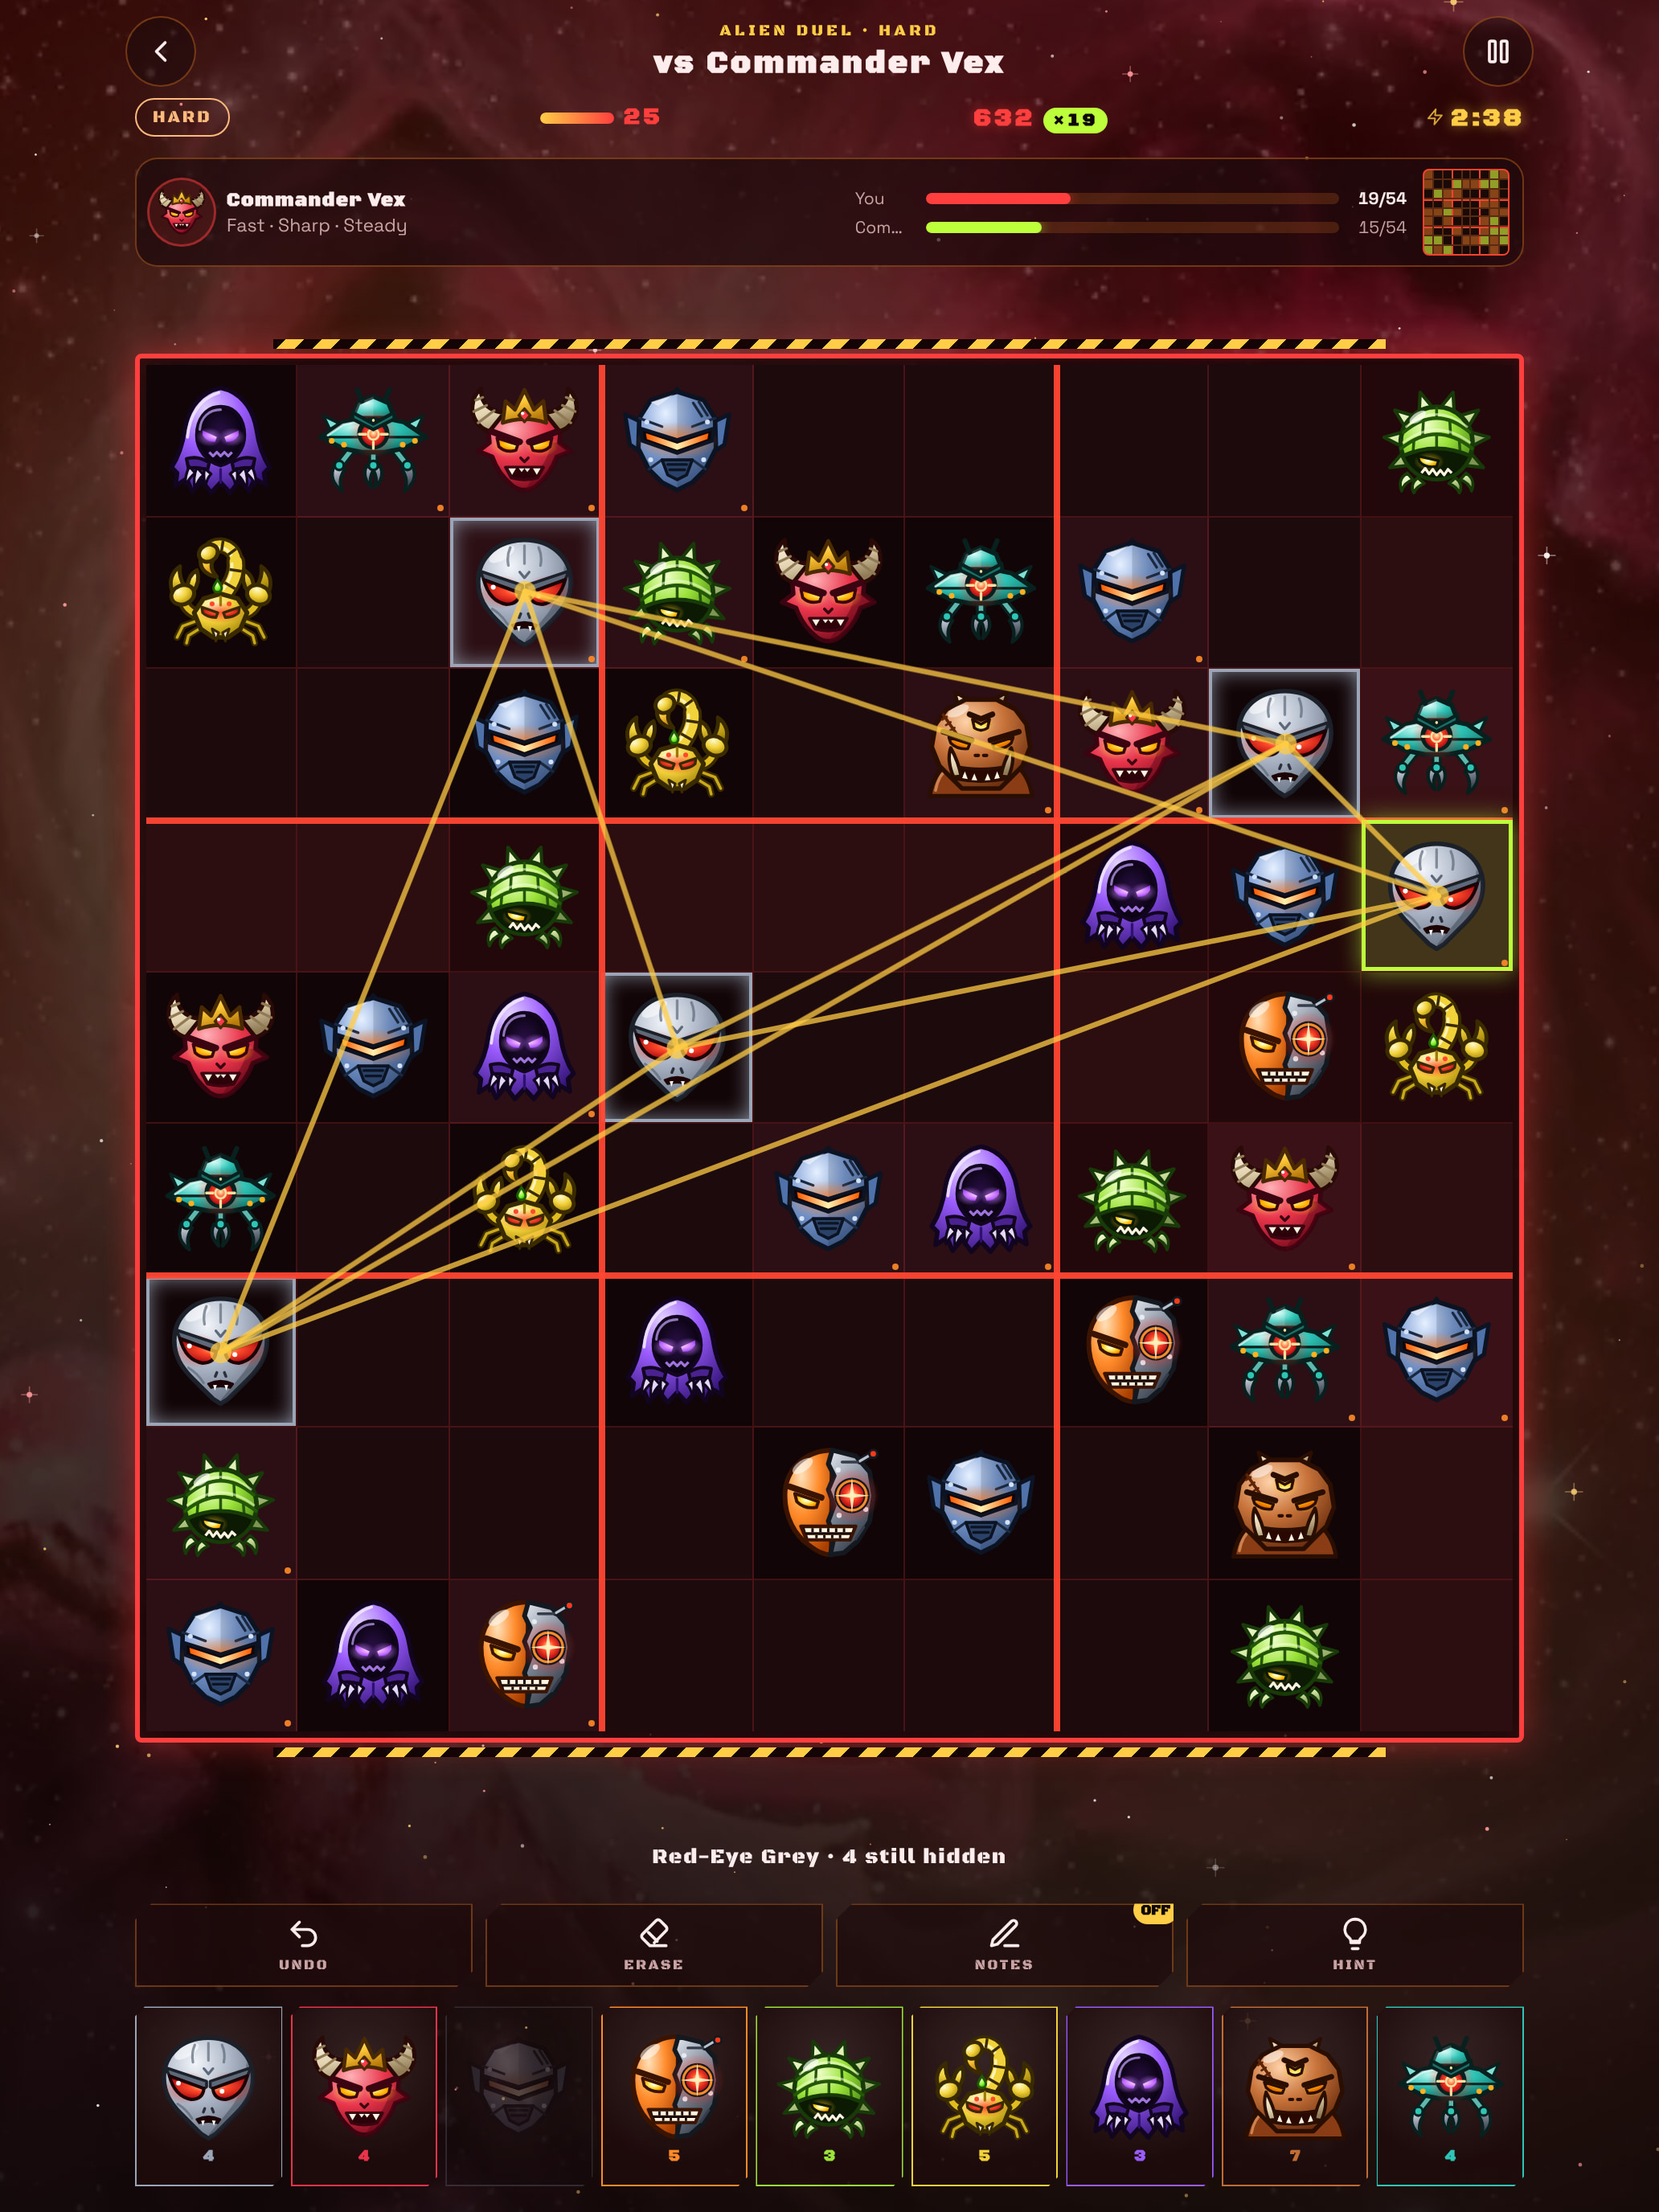 ALIEN DUEL · HARD
vs Commander Vex
HARD
25
632 ×19
2:38
Commander Vex
Fast · Sharp · Steady
You
19/54
Com...
15/54
Red-Eye Grey · 4 still hidden
OFF
UNDO
ERASE
NOTES
HINT
4
4
5
3
5
3
7
4